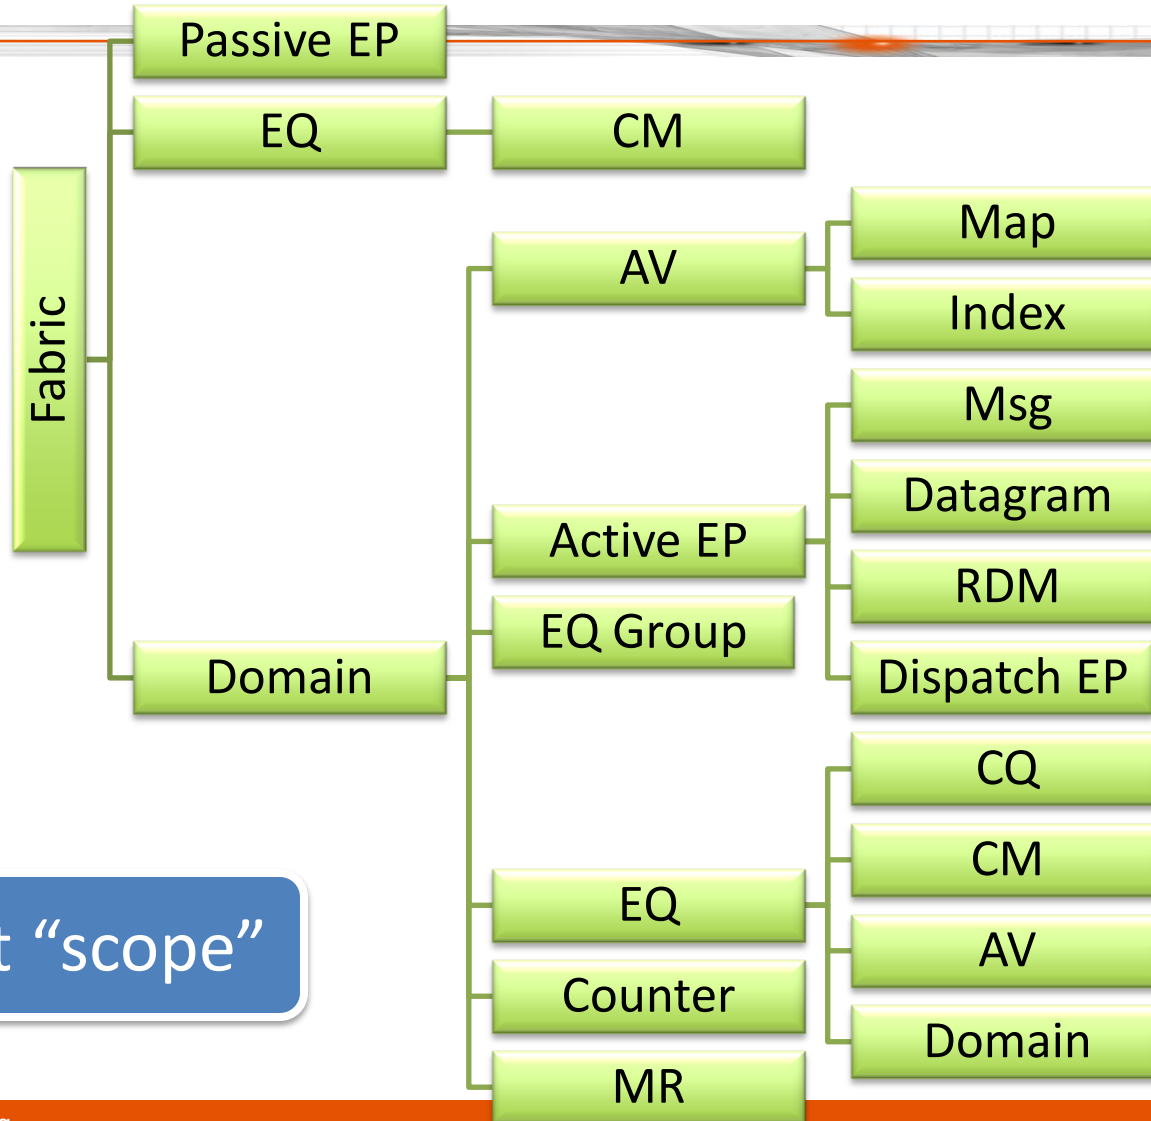 Passive EP
EQ
CM
Map
AV
Index
Fabric
Msg
Datagram
Active EP
RDM
EQ Group
Domain
Dispatch EP
CQ
CM
EQ
t “scope”
AV
Counter
Domain
MR